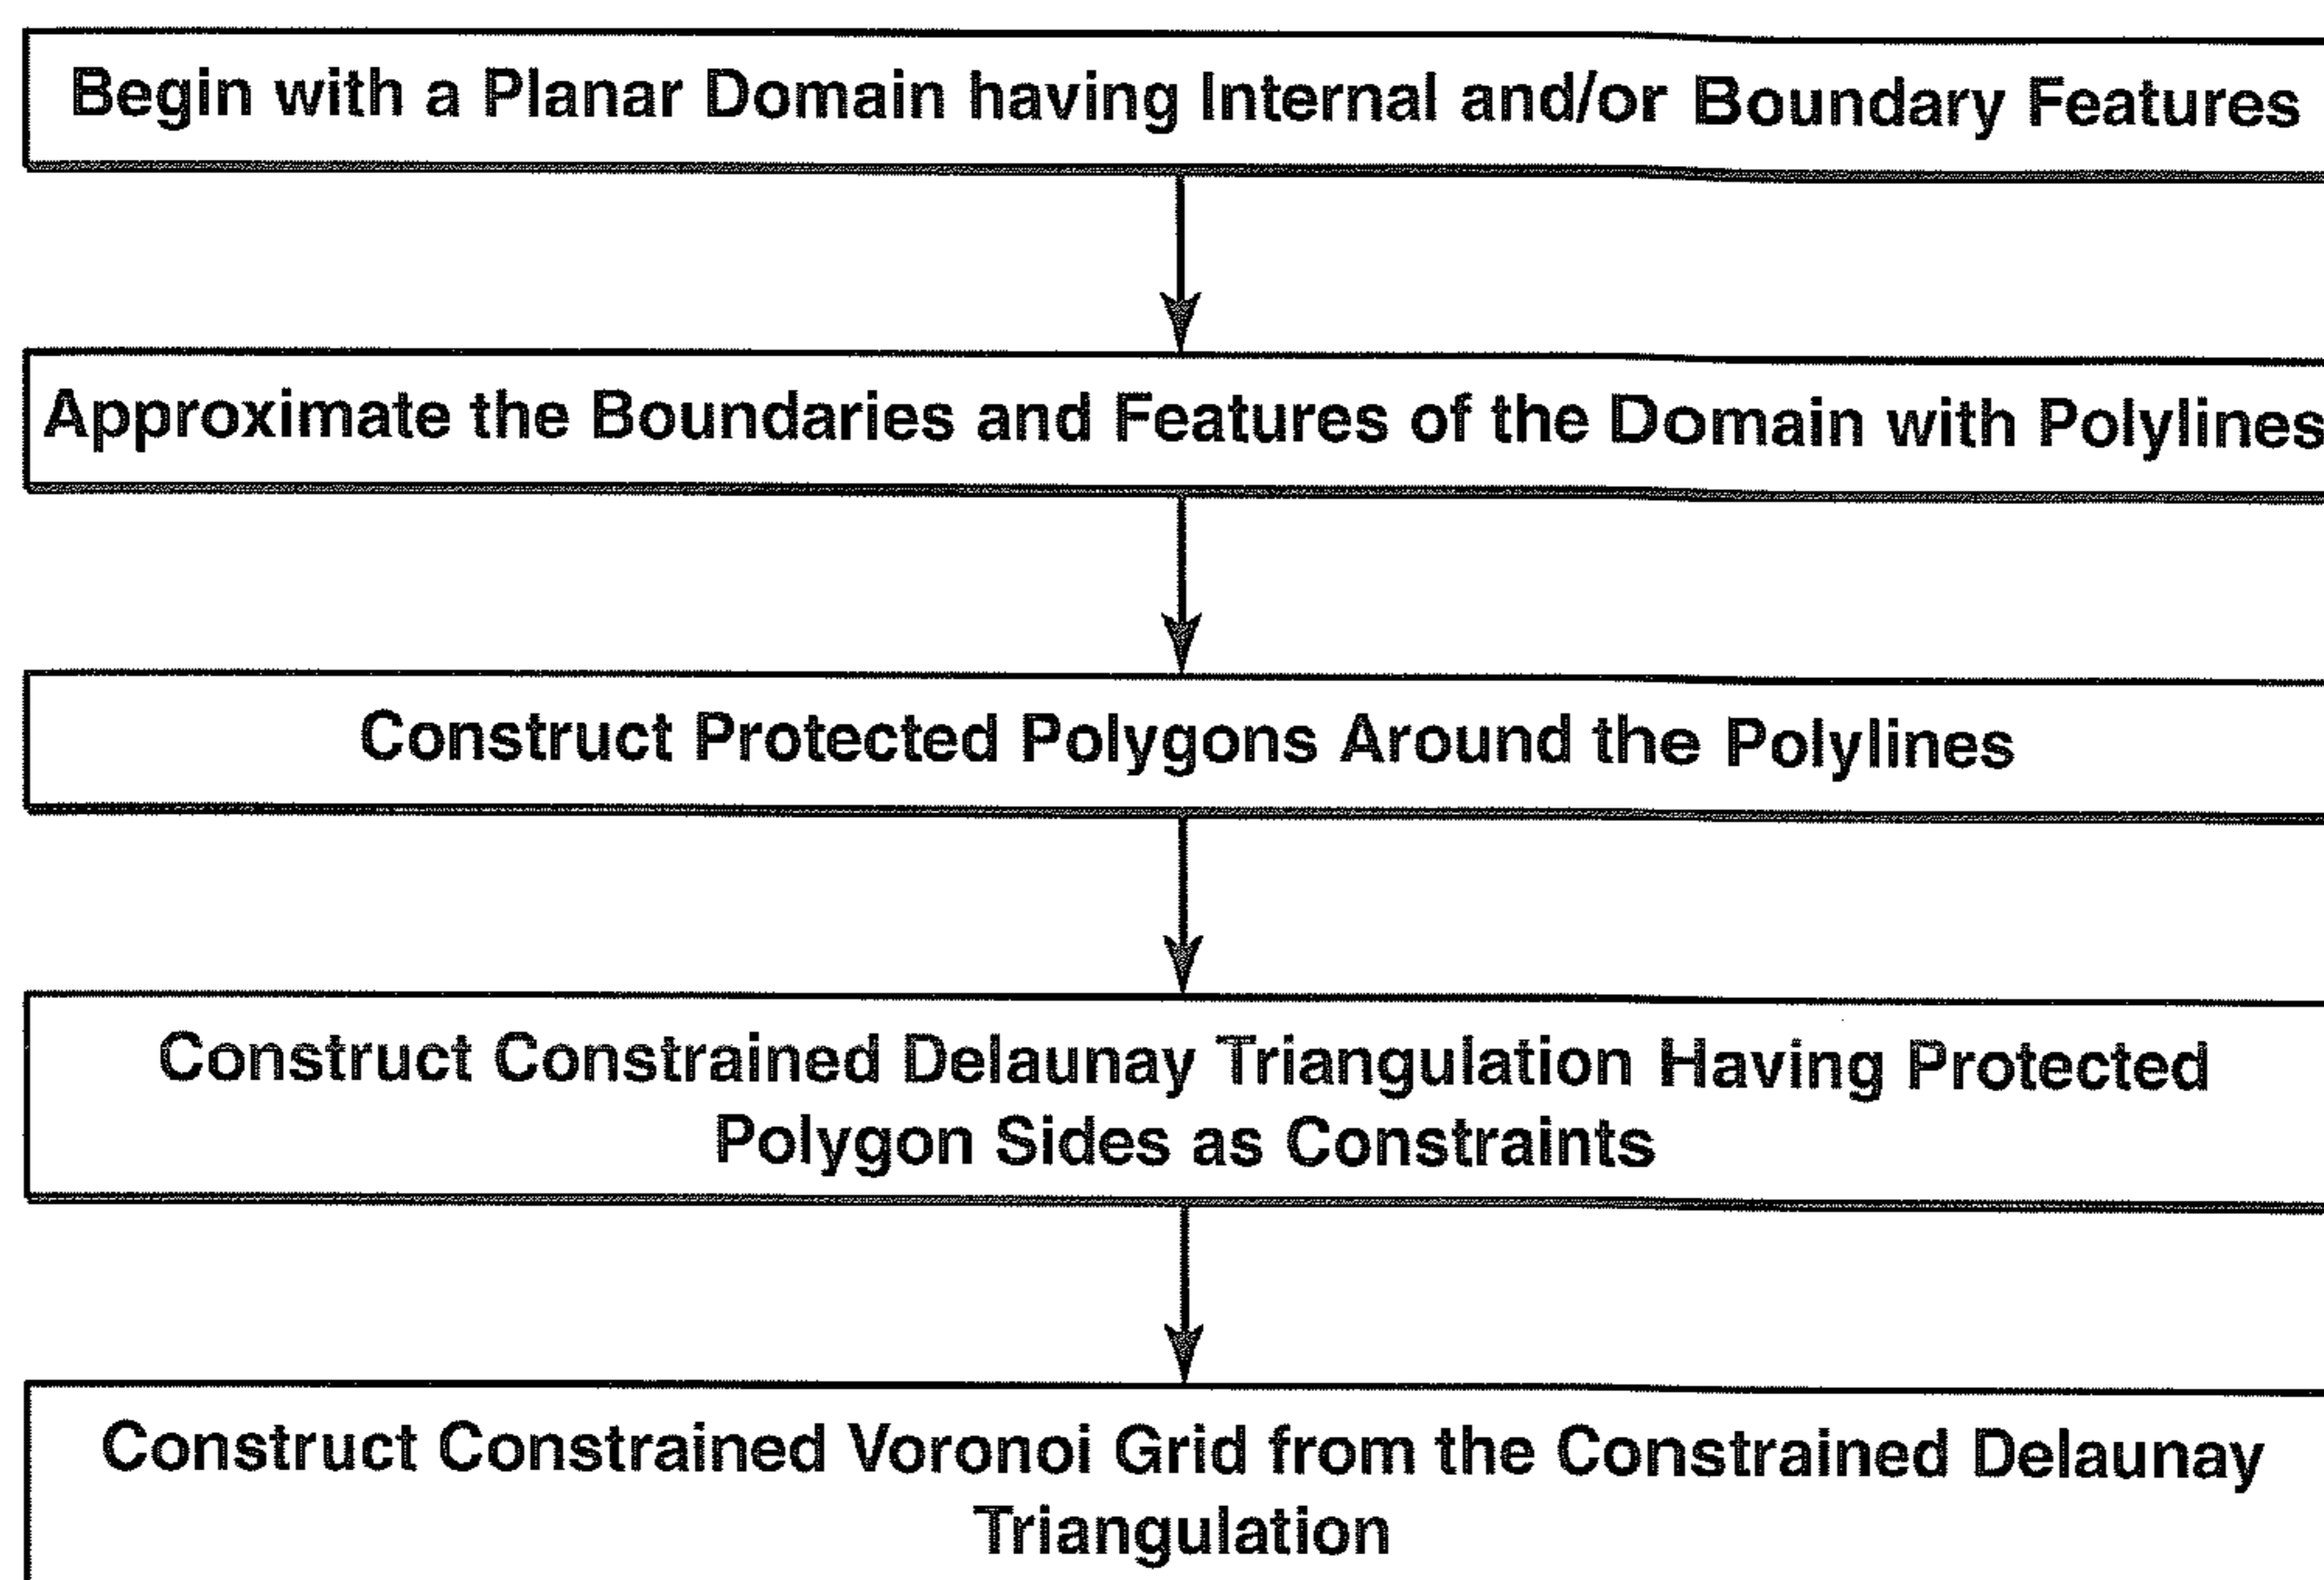 Begin with a Planar Domain having Internal and/or Boundary Features
Approximate the Boundaries and Features of the Domain with Polylines
Construct Protected Polygons Around the Polylines
Construct Constrained Delaunay Triangulation Having Protected
Polygon Sides as Constraints
Construct Constrained Voronoi Grid from the Constrained Delaunay
Triangulation